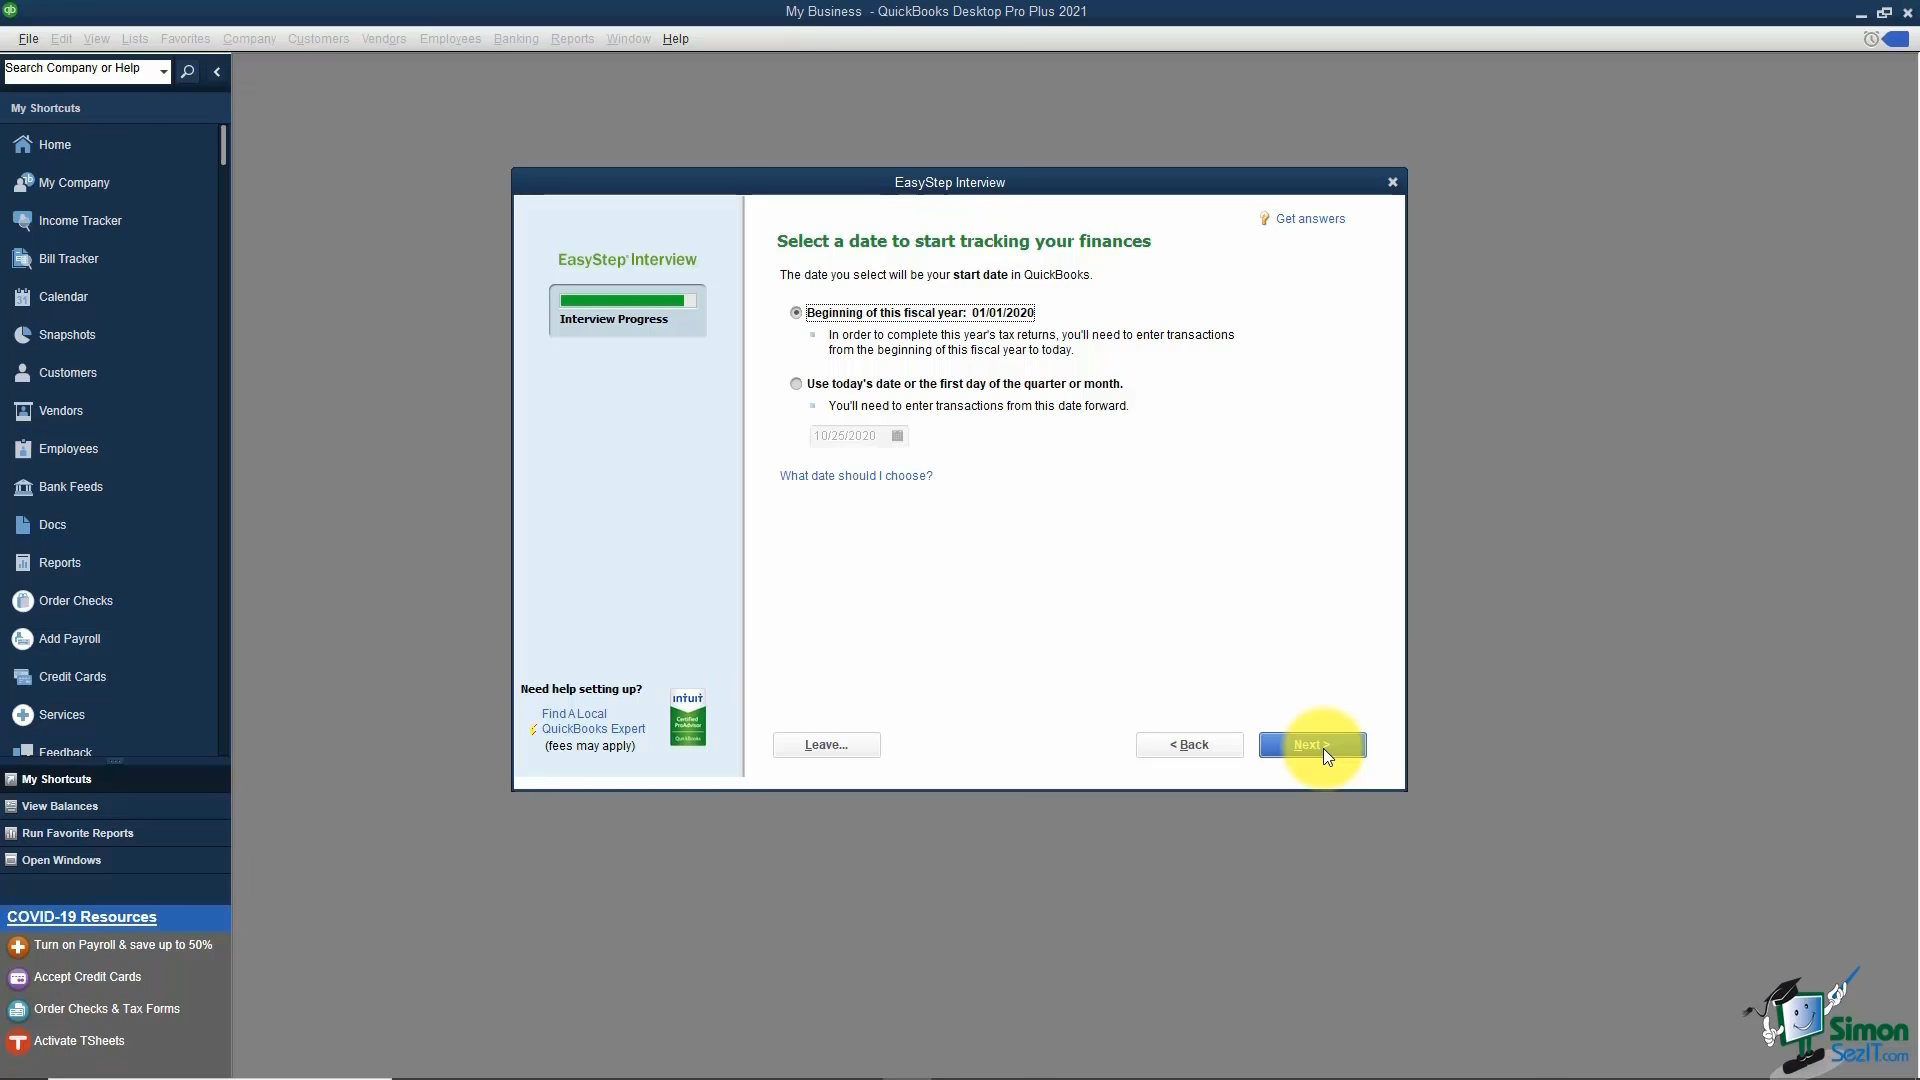 My Business - QuickBooks Desktop Pro Plus 2021
File Edit View Lists Favorites Company Customers Vendors Employees Banking Reports Window Help
Search Company or Help
My Shortcuts
Home
My Company
Income Tracker
Bill Tracker
31
Calendar
Snapshots
Customers
Vendors
Employees
Bank Feeds
Docs
Reports
Order Checks
Add Payroll
Credit Cards
Services
Feedback
My Shortcuts
View Balances
Run Favorite Reports
Open Windows
COVID-19 Resources
Turn on Payroll & save up to 50%
Accept Credit Cards
Order Checks & Tax Forms
Activate TSheets
EasyStep Interview
EasyStep Interview
Interview Progress
Need help setting up?
Find A Local
QuickBooks Expert
(fees may apply)
intuit
Certified
ProAdvisor
QuickBooks
Get answers
Select a date to start tracking your finances
The date you select will be your start date in QuickBooks.
Beginning of this fiscal year: 01/01/2020
In order to complete this year's tax returns, you'll need to enter transactions
from the beginning of this fiscal year to today.
Use today's date or the first day of the quarter or month.
You'll need to enter transactions from this date forward.
10/25/2020
What date should I choose?
Leave...
< Back
Next >
Simon
SezIT.com